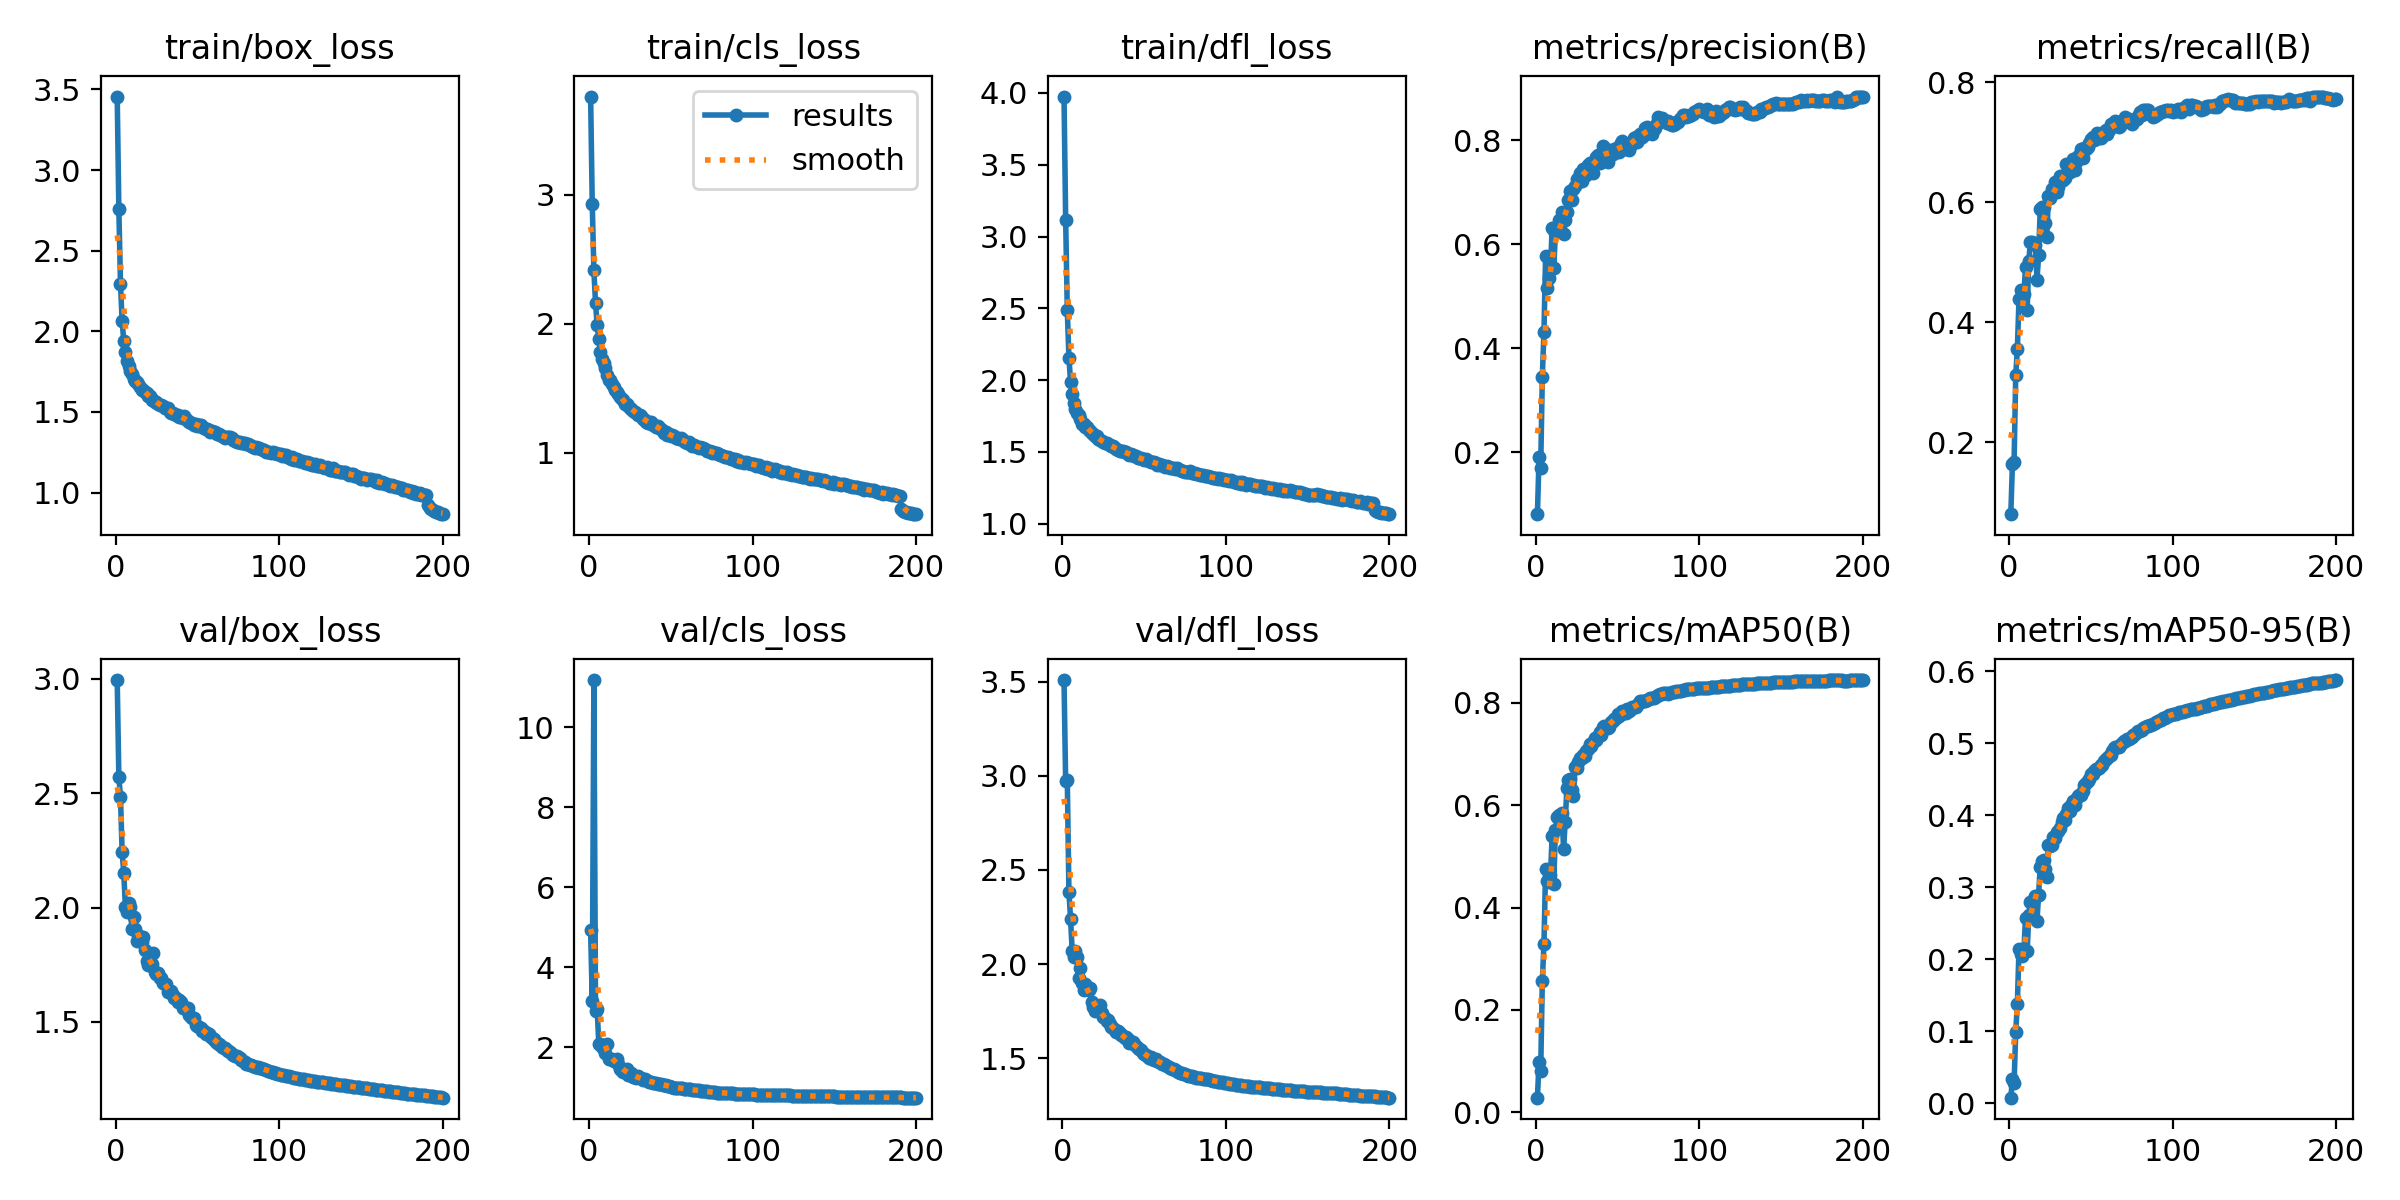 train/box_loss
3.5
3.0
2.5
2.0
1.5
1.0
0 100 200
train/cls_loss
results
smooth
3
2
1
0 100 200
train/dfl_loss
4.0
3.5
3.0
2.5
2.0
1.5
1.0
0 100 200
metrics/precision(B)
0.8
0.6
0.4
0.2
0 100 200
metrics/recall(B)
0.8
0.6
0.4
0.2
0 100 200
val/box_loss
3.0
2.5
2.0
1.5
0 100 200
val/cls_loss
10
8
6
4
2
0 100 200
val/dfl_loss
3.5
3.0
2.5
2.0
1.5
0 100 200
metrics/mAP50(B)
0.8
0.6
0.4
0.2
0.0
0 100 200
metrics/mAP50-95(B)
0.6
0.5
0.4
0.3
0.2
0.1
0.0
0 100 200